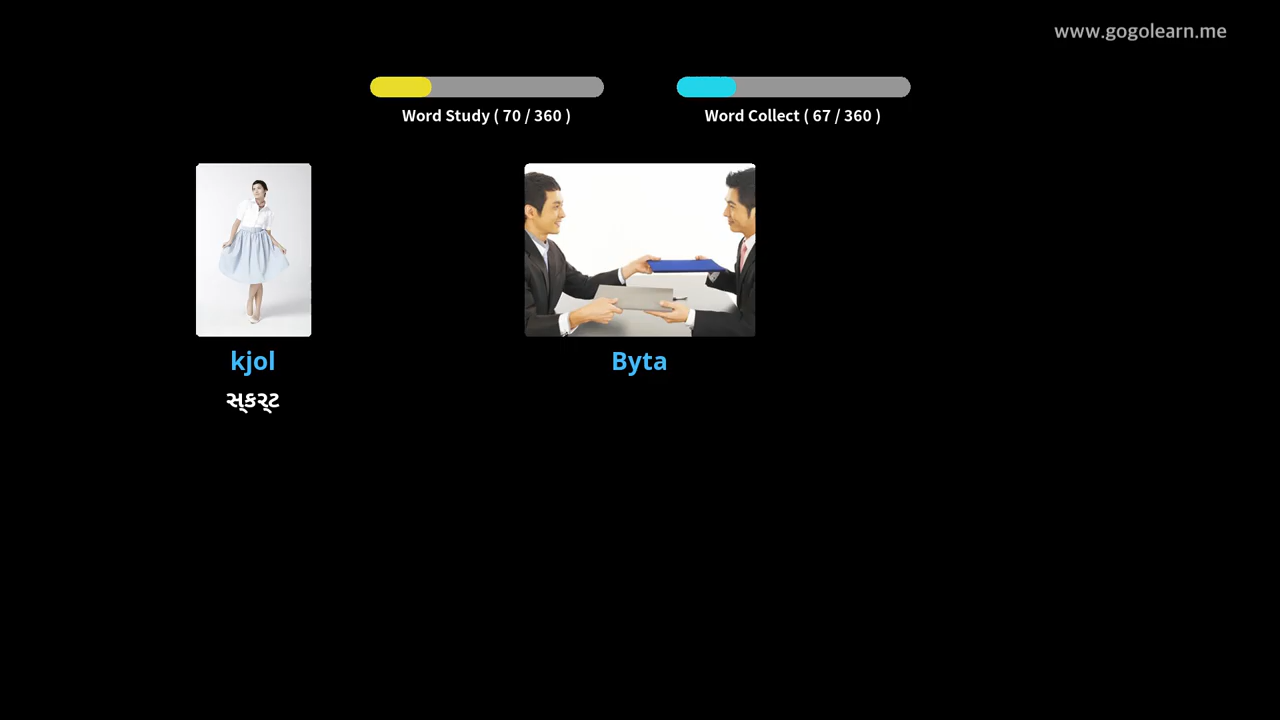 www.gogolearn.me
Word Study ( 70 / 360 )
Word Collect ( 67 / 360 )
kjol
Byta
સ્કર્ટ